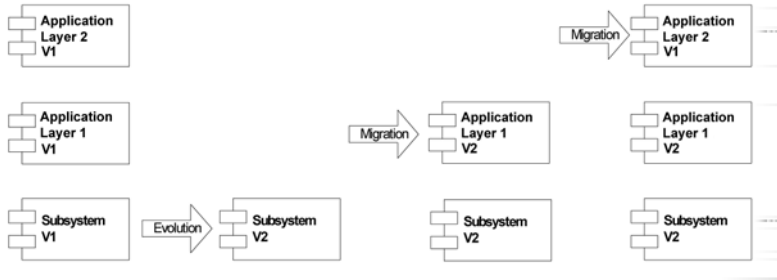 Application
Layer 2
V1
Migration
Application
Layer 2
V1
Application
Layer 1
V1
Migration
Application
Layer 1
V2
Application
Layer 1
V2
Subsystem
V1
Evolution
Subsystem
V2
Subsystem
V2
Subsystem
V2